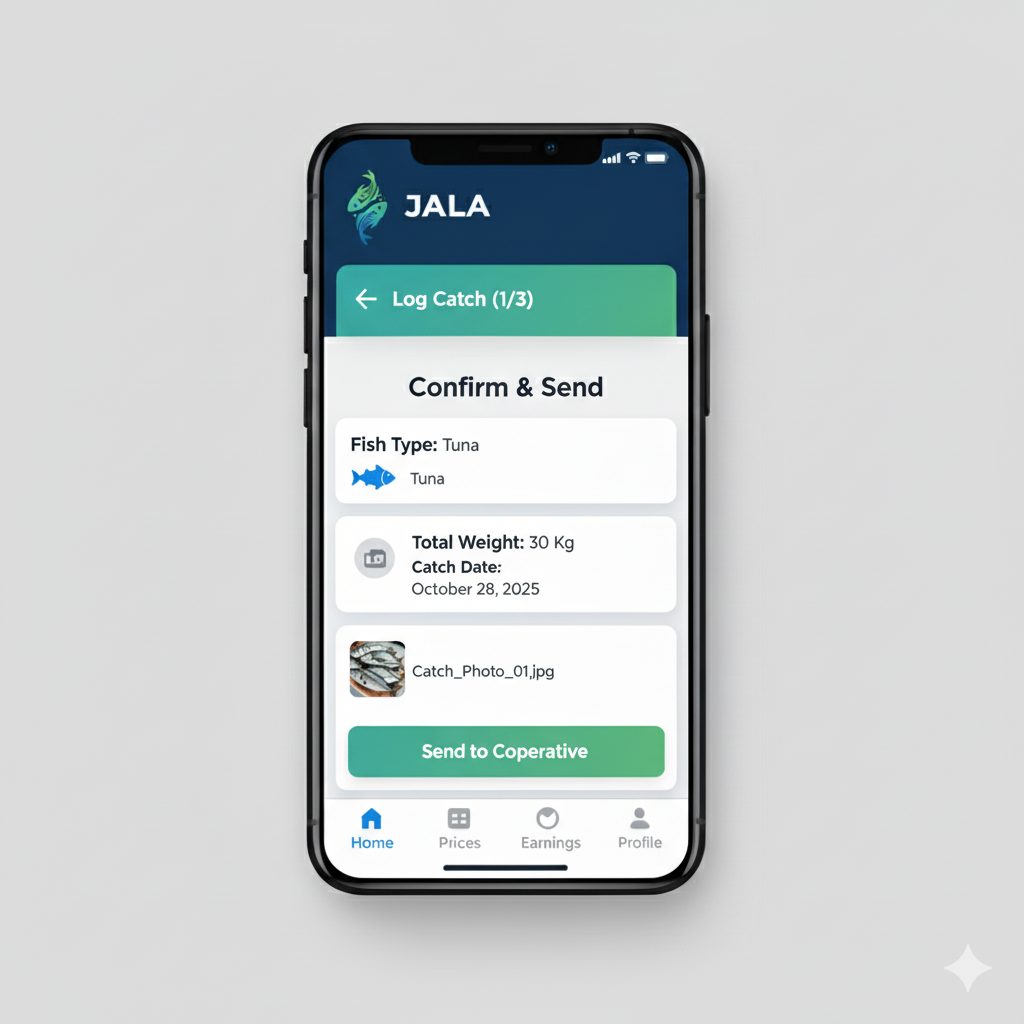 JALA
Log Catch (1/3)
Confirm & Send
Fish Type: Tuna
Tuna
Total Weight: 30 Kg
Catch Date:
October 28, 2025
Catch_Photo_01,jpg
Send to Coperative
Home
Prices
Earnings
Profile